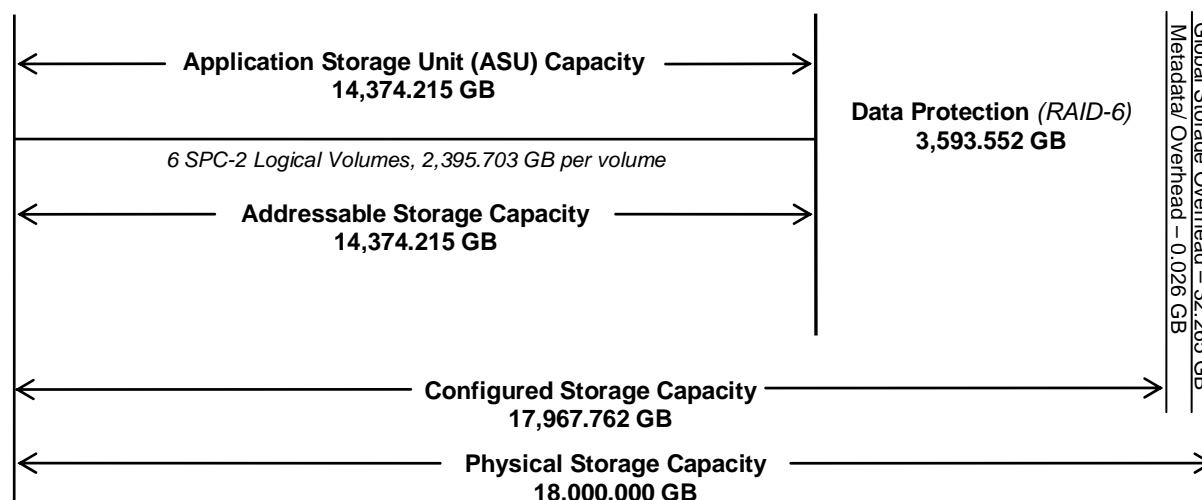 Application Storage Unit (ASU) Capacity
14,374.215 GB
6 SPC-2 Logical Volumes, 2,395.703 GB per volume
Addressable Storage Capacity
14,374.215 GB
Data Protection (RAID-6)
3,593.552 GB
Global Storage Overhead – GB
Metadata/ Overhead – 0.026 GB
Configured Storage Capacity
17,967.762 GB
Physical Storage Capacity
18,000.000 GB